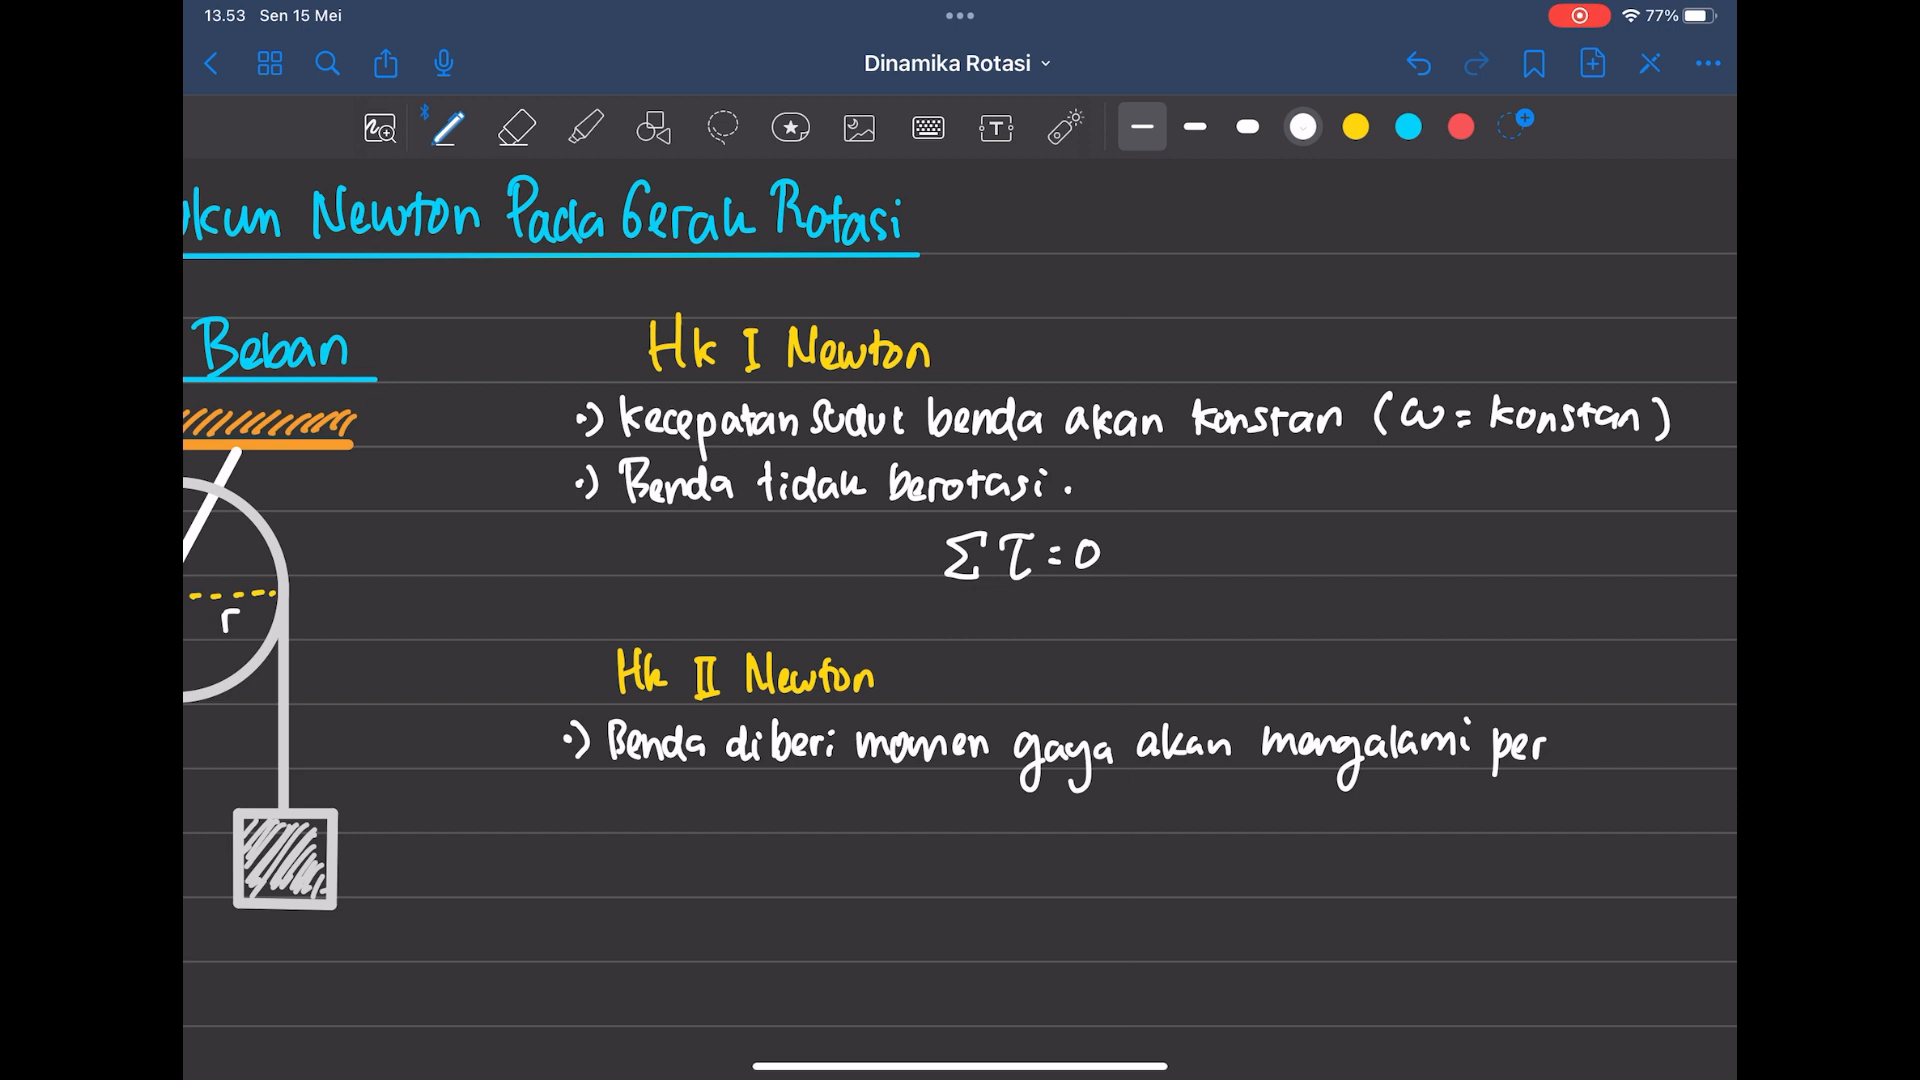 13.53 Sen 15 Mei
77%
Dinamika Rotasi
T
ukum Newton Pada Gerak Rotasi
Beban
Hk I Newton
·) Kecepatan Sudut benda akan konstan (ω = konstan)
·) Benda tidak berotasi.
Στ = 0
r
Hk II Newton
·) Benda diberi momen gaya akan mengalami per